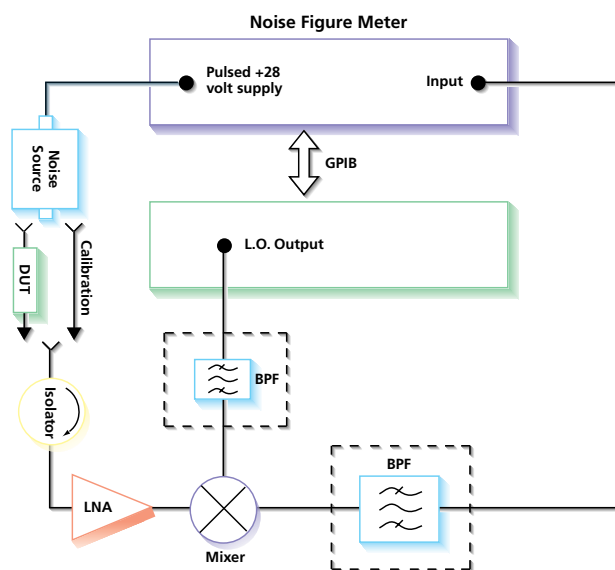 Noise Figure Meter
Pulsed +28
volt supply
Input
GPIB
Noise
Source
L.O. Output
Calibration
DUT
BPF
Isolator
BPF
LNA
Mixer